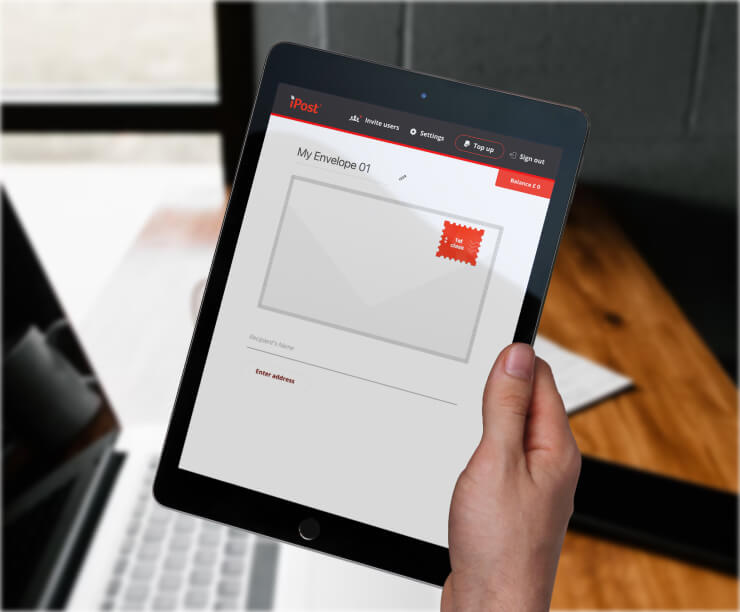 iPost
Invite users
Settings
Top up
Sign out
Balance £ 0
My Envelope 01
1st
class
Recipient's Name
Enter address